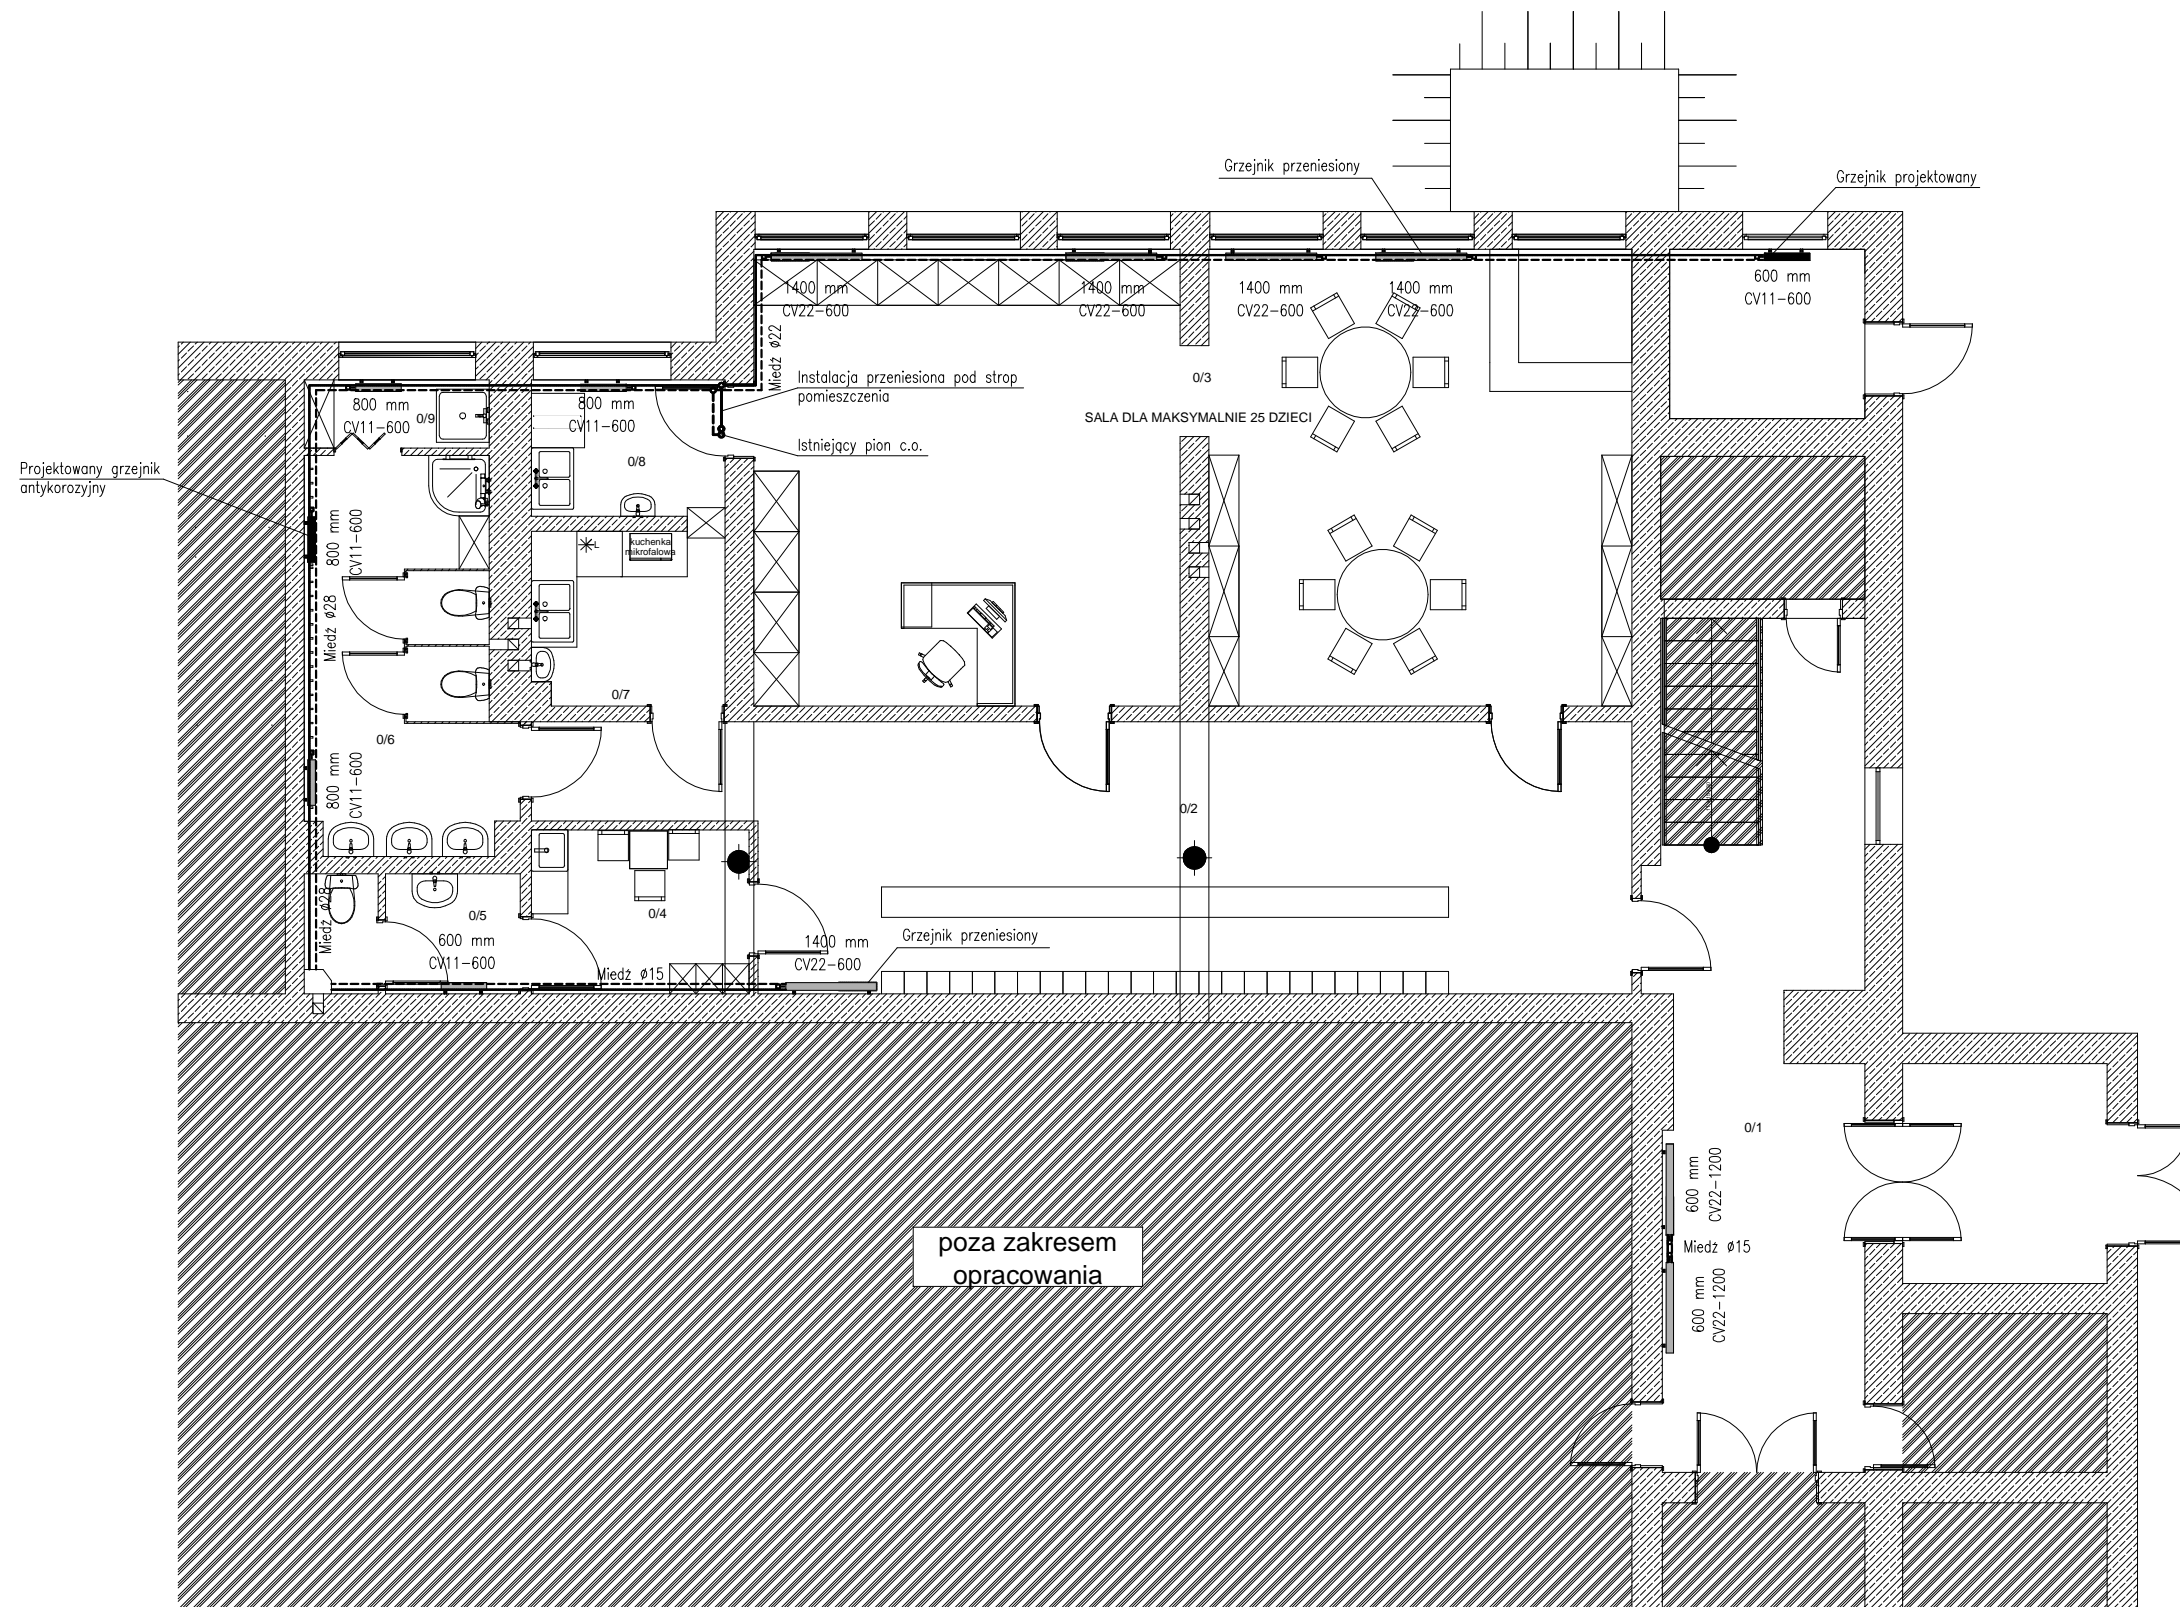 Grzejnik przeniesiony
Grzejnik projektowany
1400 mm
CV22-600
1400 mm
CV22-600
1400 mm
CV22-600
1400 mm
CV22-600
600 mm
CV11-600
Miedź ø22
Instalacja przeniesiona pod strop
pomieszczenia
Istniejący pion c.o.
0/3
SALA DLA MAKSYMALNIE 25 DZIECI
800 mm
CV11-600
0/9
800 mm
CV11-600
0/8
Projektowany grzejnik
antykorozyjny
800 mm
CV11-600
L
kuchenka
mikrofalowa
Miedź ø28
0/7
0/6
800 mm
CV11-600
0/2
Miedź ø28
0/5
600 mm
CV11-600
0/4
Miedź ø15
1400 mm
CV22-600
Grzejnik przeniesiony
0/1
600 mm
CV22-1200
Miedź ø15
600 mm
CV22-1200
poza zakresem
opracowania